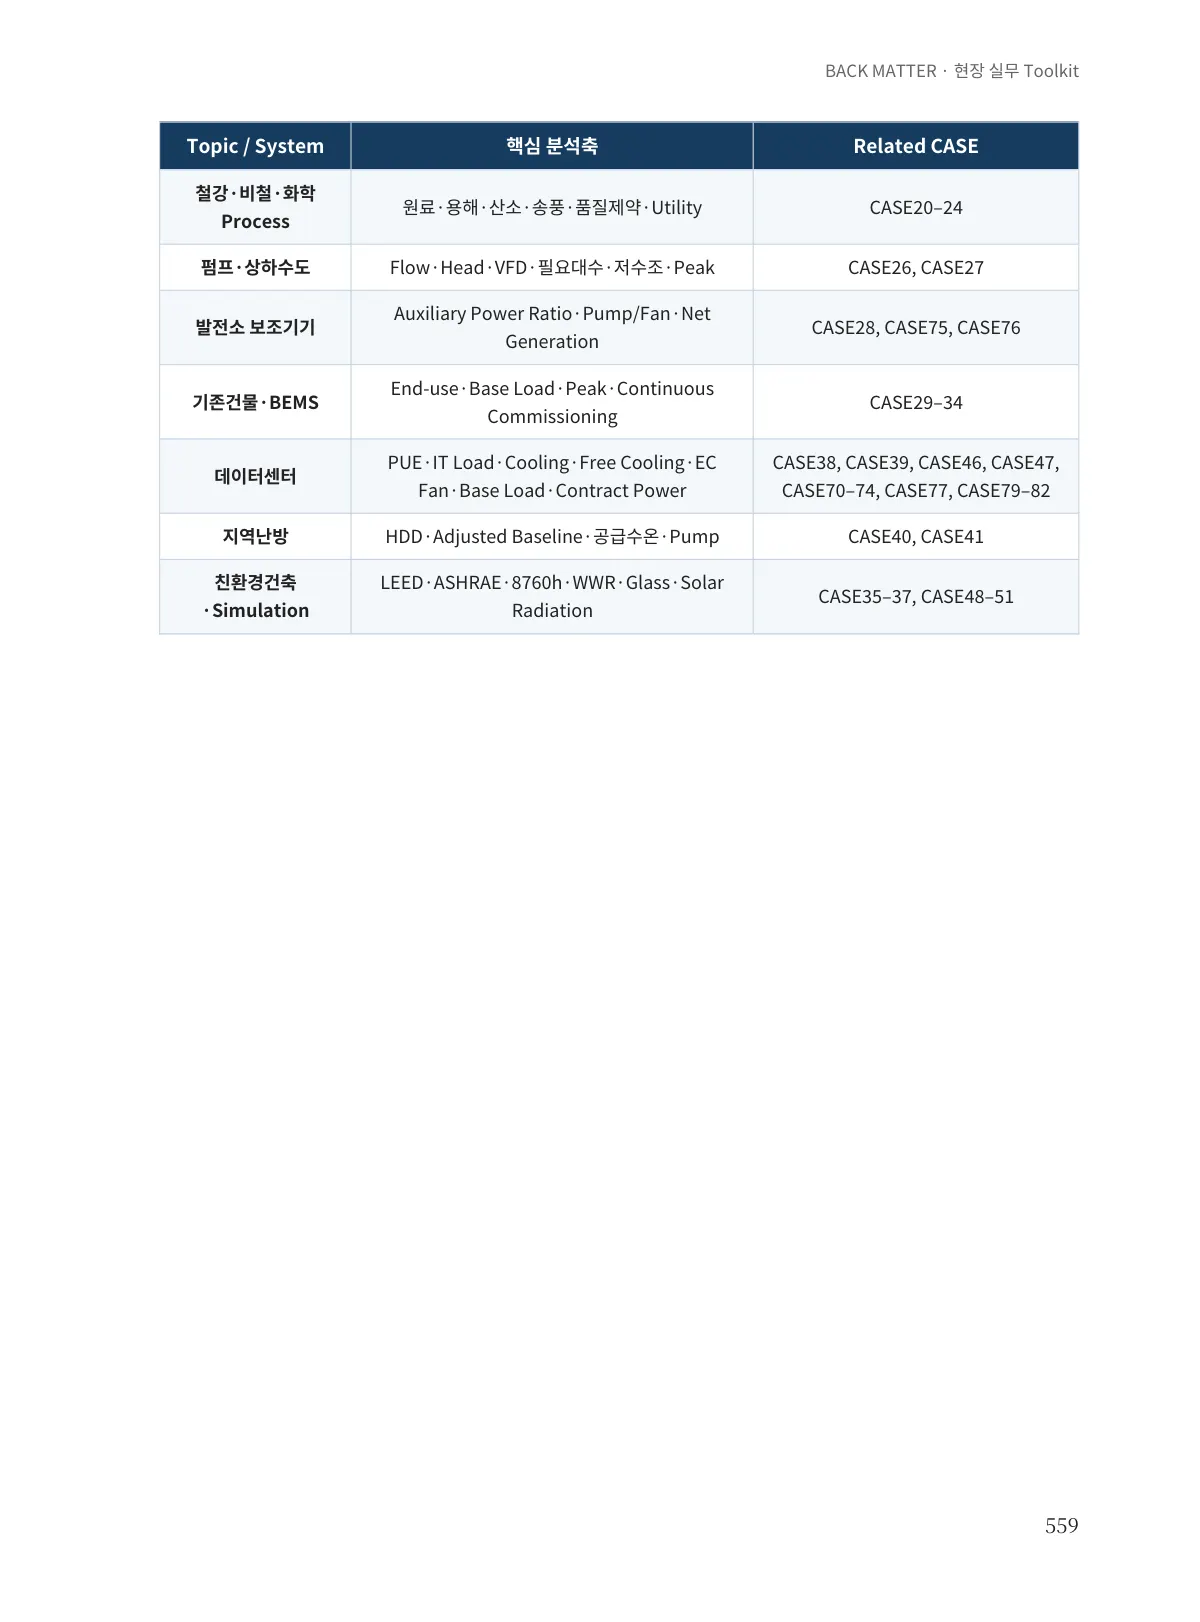 BACK MATTER · 현장 실무 Toolkit
Topic / System 핵심 분석축 Related CASE
철강·비철·화학
Process
원료·용해·산소·송풍·품질제약·Utility
CASE20–24
펌프·상하수도
Flow·Head·VFD·필요대수·저수조·Peak
CASE26, CASE27
발전소 보조기기
Auxiliary Power Ratio·Pump/Fan·Net
Generation
CASE28, CASE75, CASE76
기존건물·BEMS
End-use·Base Load·Peak·Continuous
Commissioning
CASE29–34
데이터센터
PUE·IT Load·Cooling·Free Cooling·EC
Fan·Base Load·Contract Power
CASE38, CASE39, CASE46, CASE47,
CASE70–74, CASE77, CASE79–82
지역난방
HDD·Adjusted Baseline·공급수온·Pump
CASE40, CASE41
친환경건축
·Simulation
LEED·ASHRAE·8760h·WWR·Glass·Solar
Radiation
CASE35–37, CASE48–51
559